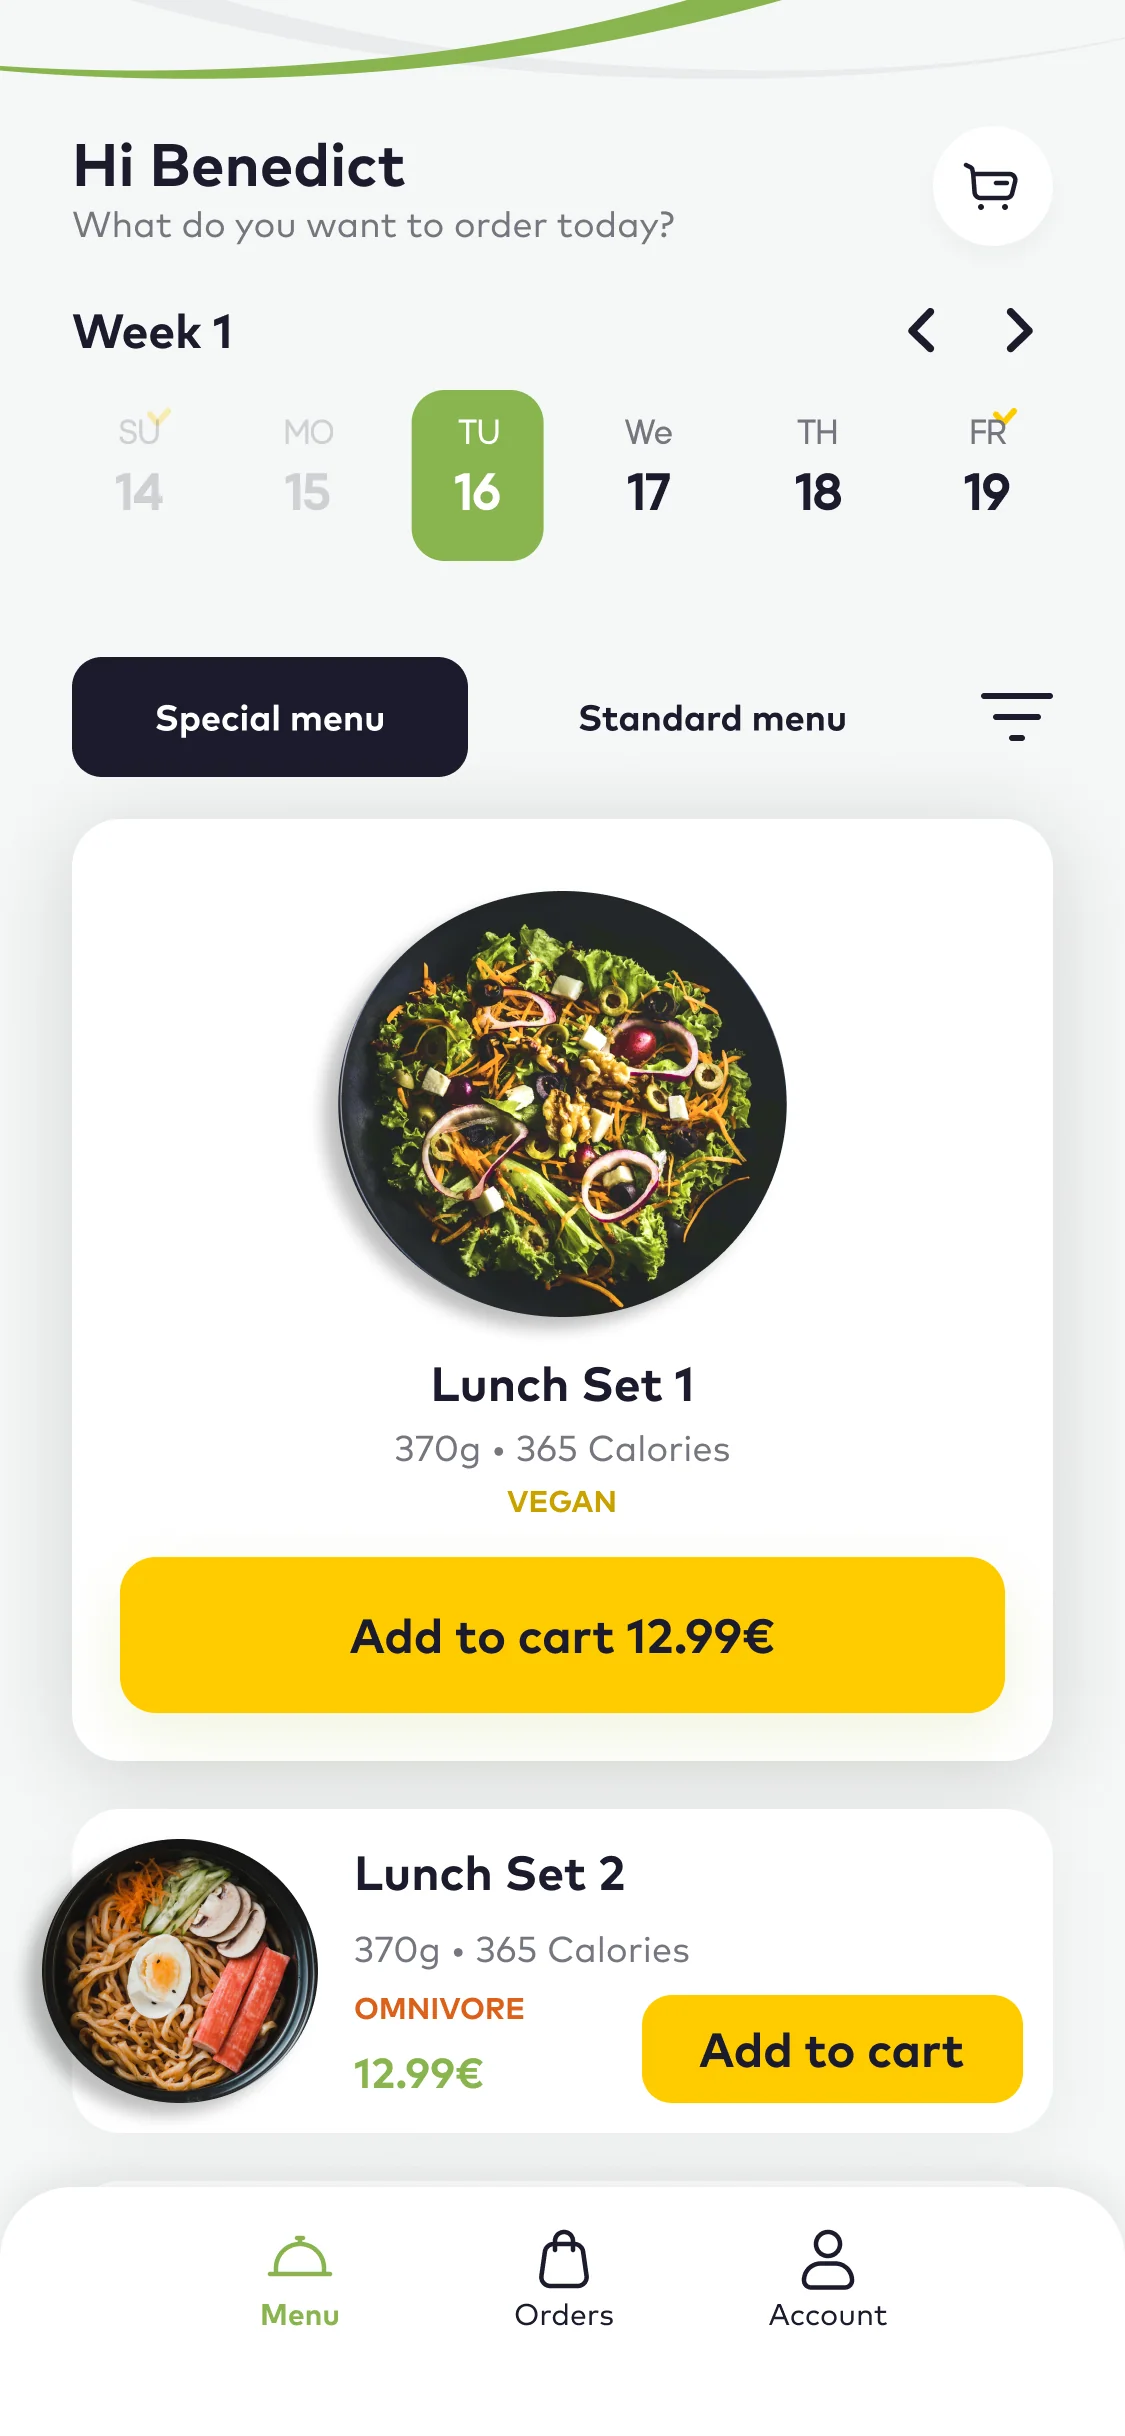 Hi Benedict
What do you want to order today?
Week 1
SU MO TU We TH FR
14 15 16 17 18 19
Special menu Standard menu
Lunch Set 1
370g • 365 Calories
VEGAN
Add to cart 12.99€
Lunch Set 2
370g • 365 Calories
OMNIVORE
12.99€ Add to cart
Menu Orders Account